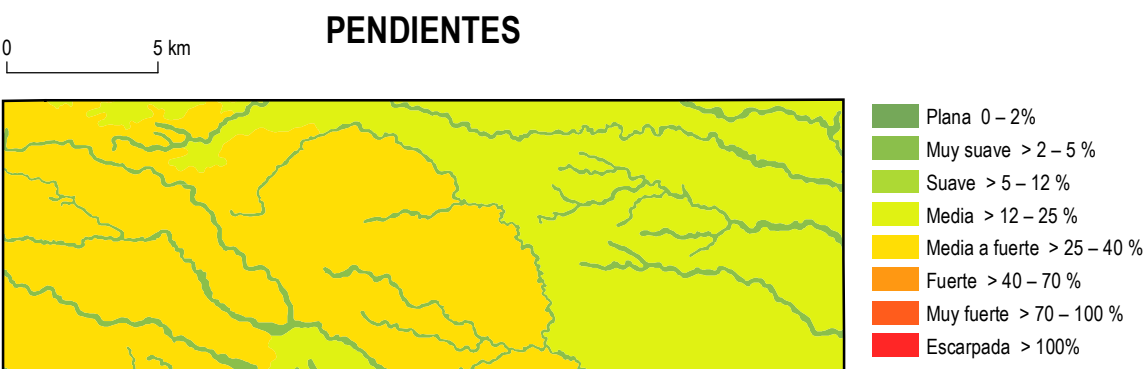 PENDIENTES
0 5 km
Plana 0 – 2%
Muy suave > 2 – 5 %
Suave > 5 – 12 %
Media > 12 – 25 %
Media a fuerte > 25 – 40 %
Fuerte > 40 – 70 %
Muy fuerte > 70 – 100 %
Escarpada > 100%